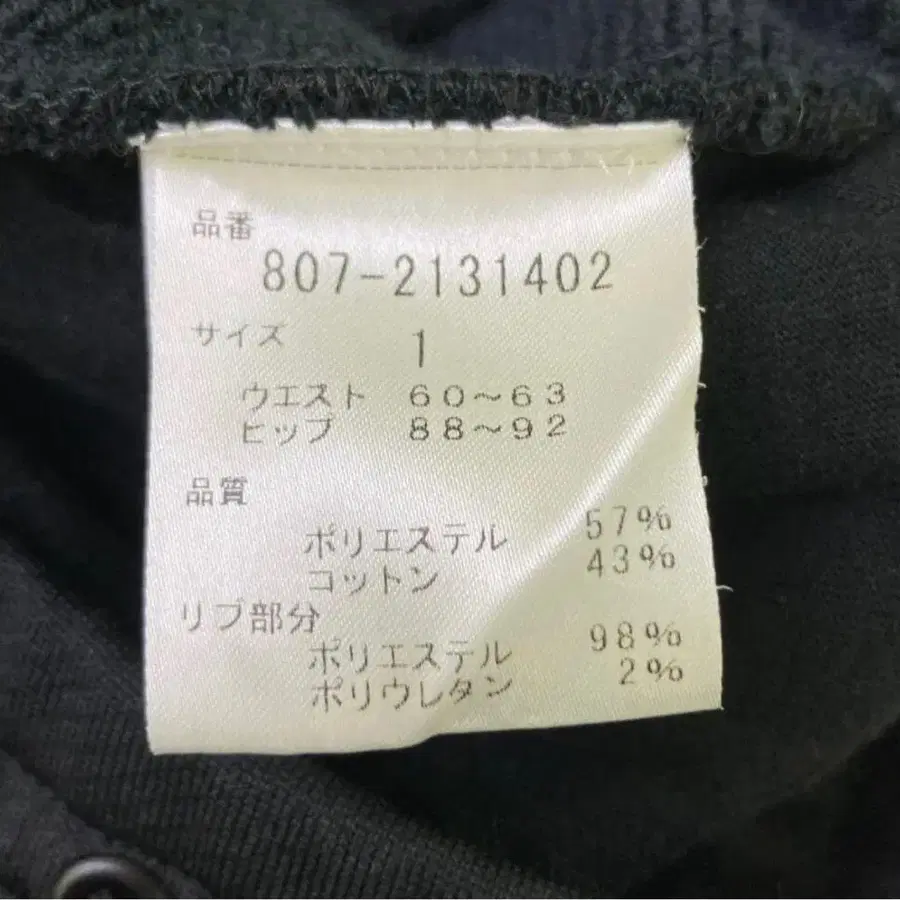 品番
807-2131402
サイズ 1
ウエスト 60〜63
ヒップ 88〜92
品質
ポリエステル 57%
コットン 43%
リブ部分
ポリエステル 98%
ポリウレタン 2%